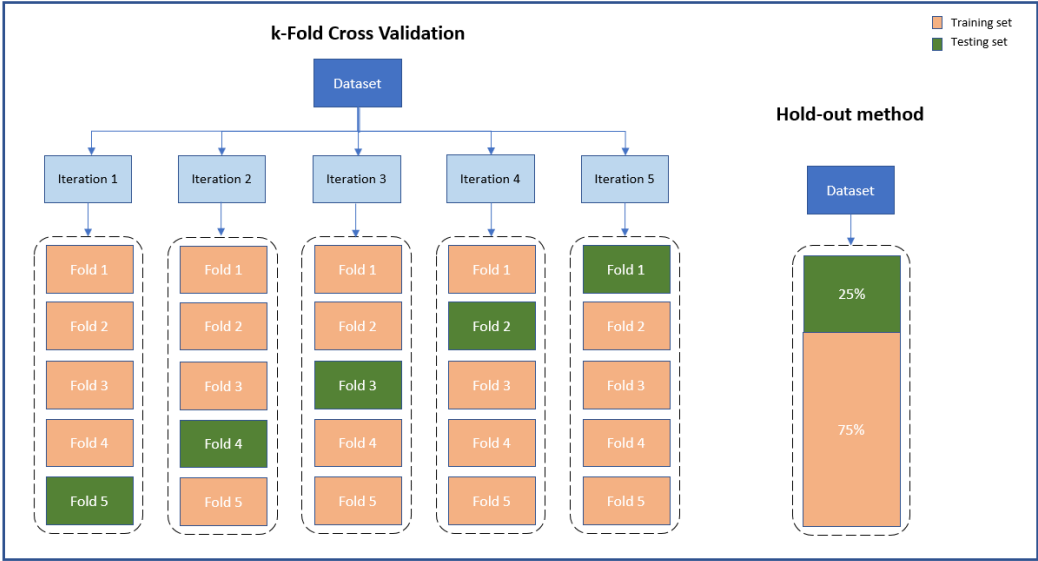 k-Fold Cross Validation
Training set
Testing set
Dataset
Hold-out method
Iteration 1
Iteration 2
Iteration 3
Iteration 4
Iteration 5
Dataset
Fold 1
Fold 1
Fold 1
Fold 1
Fold 1
25%
Fold 2
Fold 2
Fold 2
Fold 2
Fold 2
Fold 3
Fold 3
Fold 3
Fold 3
Fold 3
Fold 4
Fold 4
Fold 4
Fold 4
Fold 4
75%
Fold 5
Fold 5
Fold 5
Fold 5
Fold 5